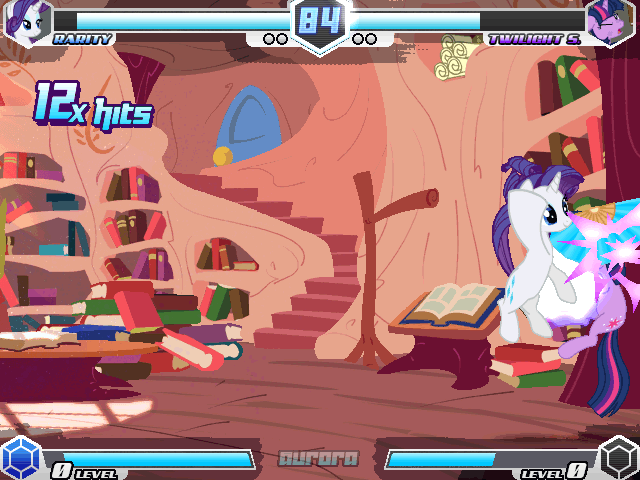 84
RARITY
TWILIGHT S.
12x hits
0 LEVEL
aurora
LEVEL 0